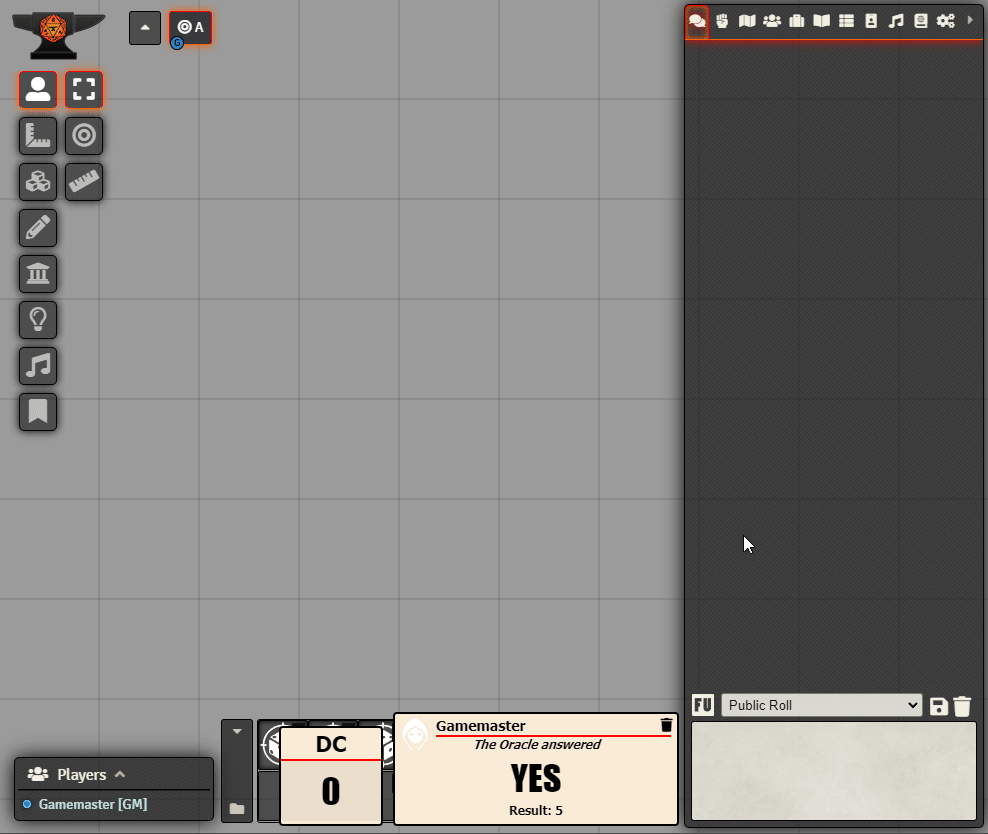 A
G
FU
Public Roll
DC
0
Gamemaster
The Oracle answered
YES
Result: 5
Players
Gamemaster [GM]